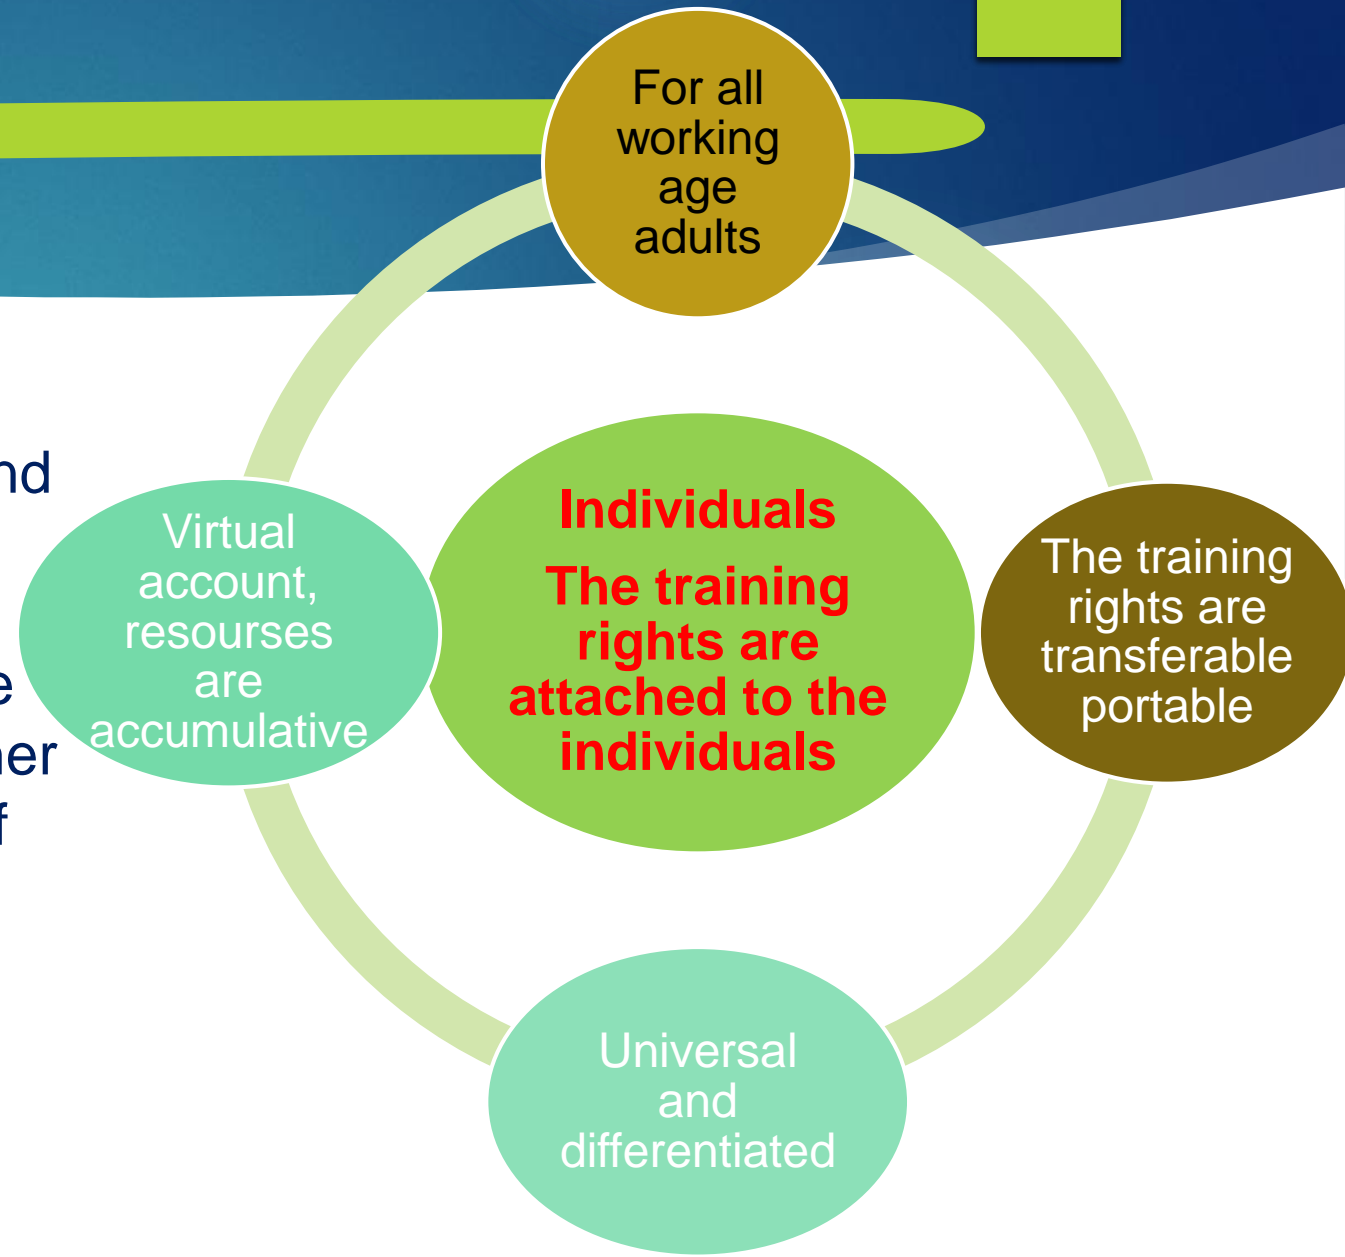 For all
working
age
adults
Virtual
account,
resourses
are
accumulative
Individuals
The training
rights are
attached to the
individuals
The training
rights are
transferable
portable
Universal
and
differentiated